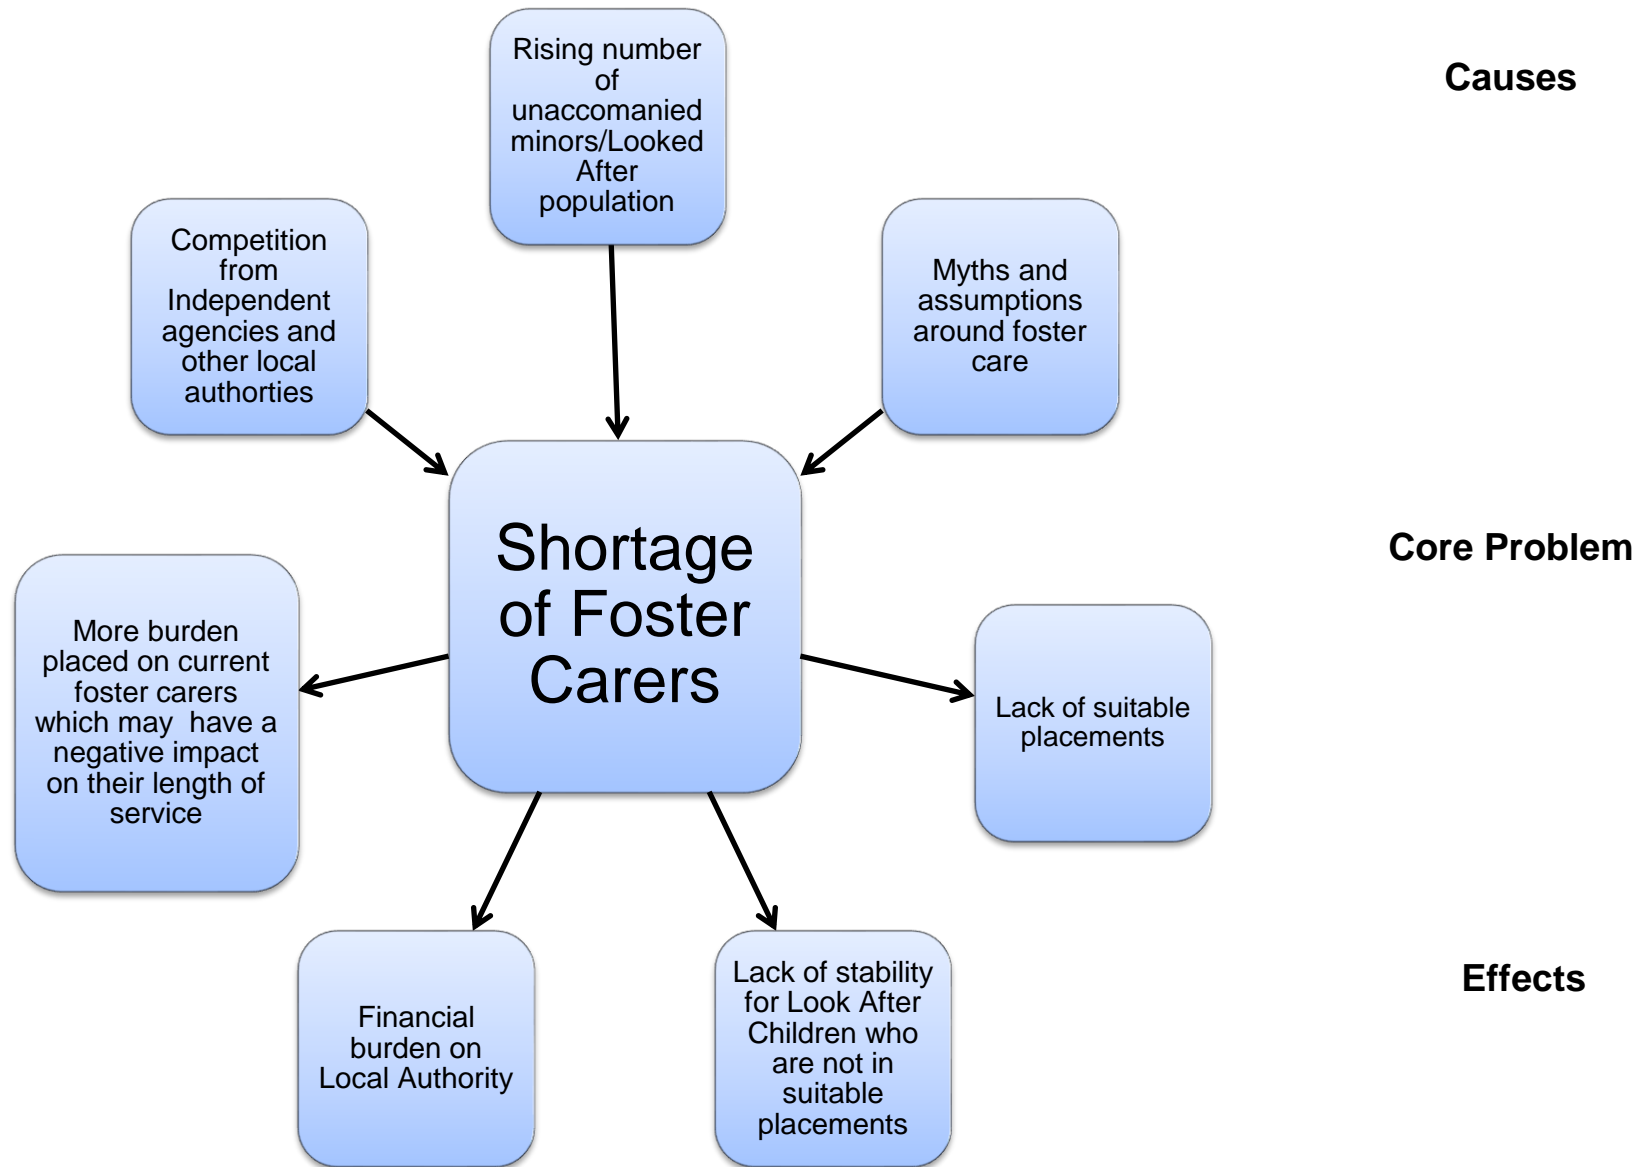 Rising number
of
unaccomanied
minors/Looked
After
population
Causes
Competition
from
Independent
agencies and
other local
authorties
Myths and
assumptions
around foster
care
Shortage
of Foster
Carers
Core Problem
More burden
placed on current
foster carers
which may  have a
negative impact
on their length of
service
Lack of suitable
placements
Financial
burden on
Local Authority
Lack of stability
for Look After
Children who
are not in
suitable
placements
Effects